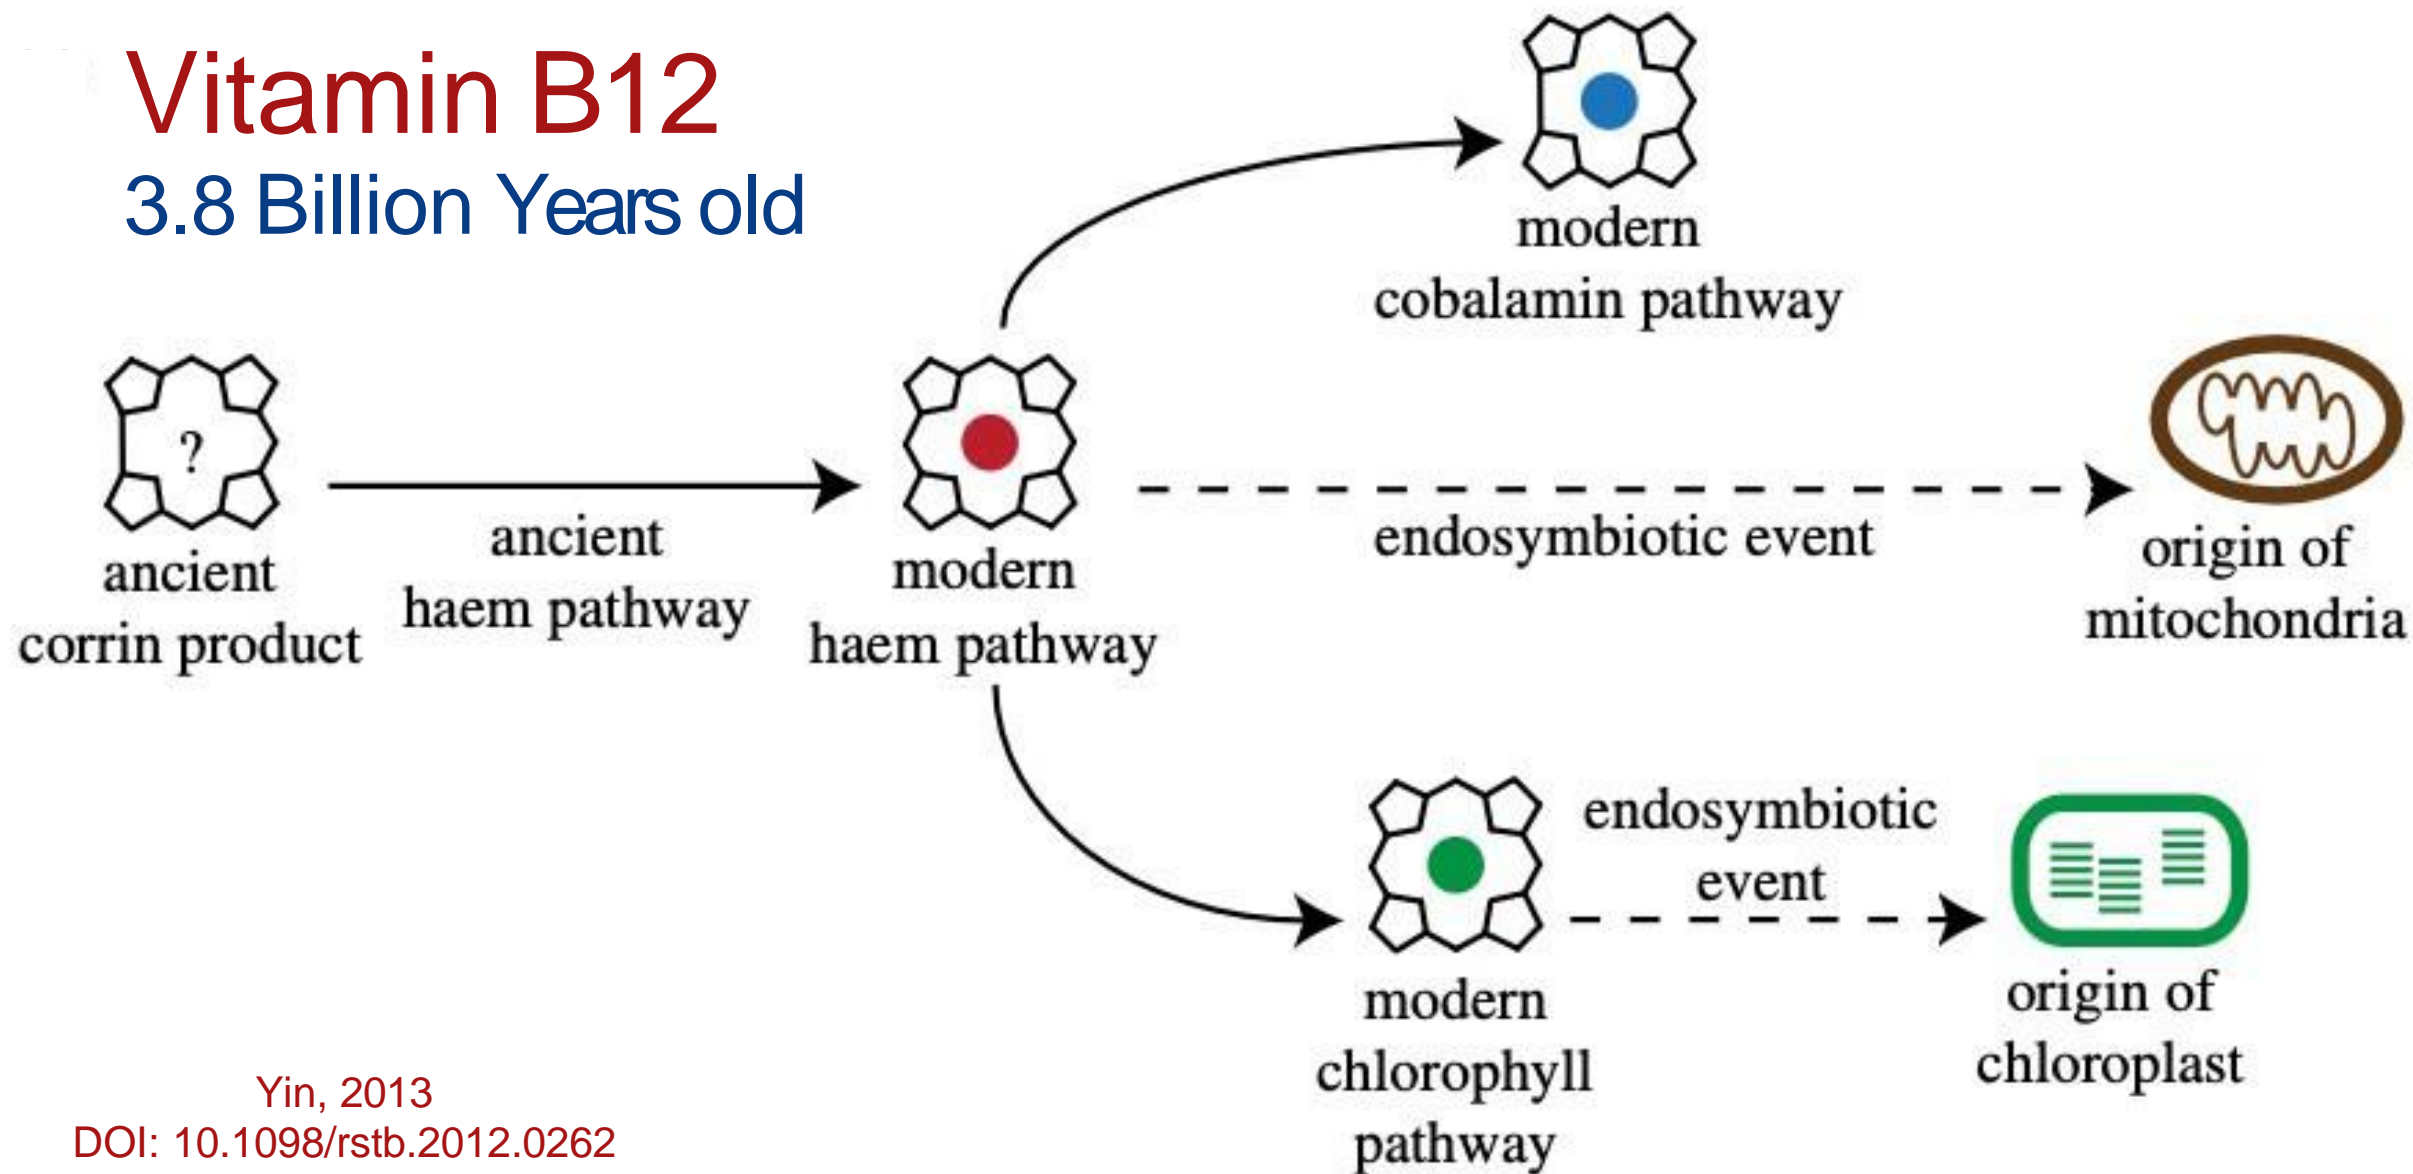 Vitamin B12
3.8 Billion Years old
modern
cobalamin pathway
?
ancient
corrin product
ancient
haem pathway
modern
haem pathway
endosymbiotic event
origin of
mitochondria
modern
chlorophyll
pathway
endosymbiotic
event
origin of
chloroplast
Yin, 2013
DOI: 10.1098/rstb.2012.0262